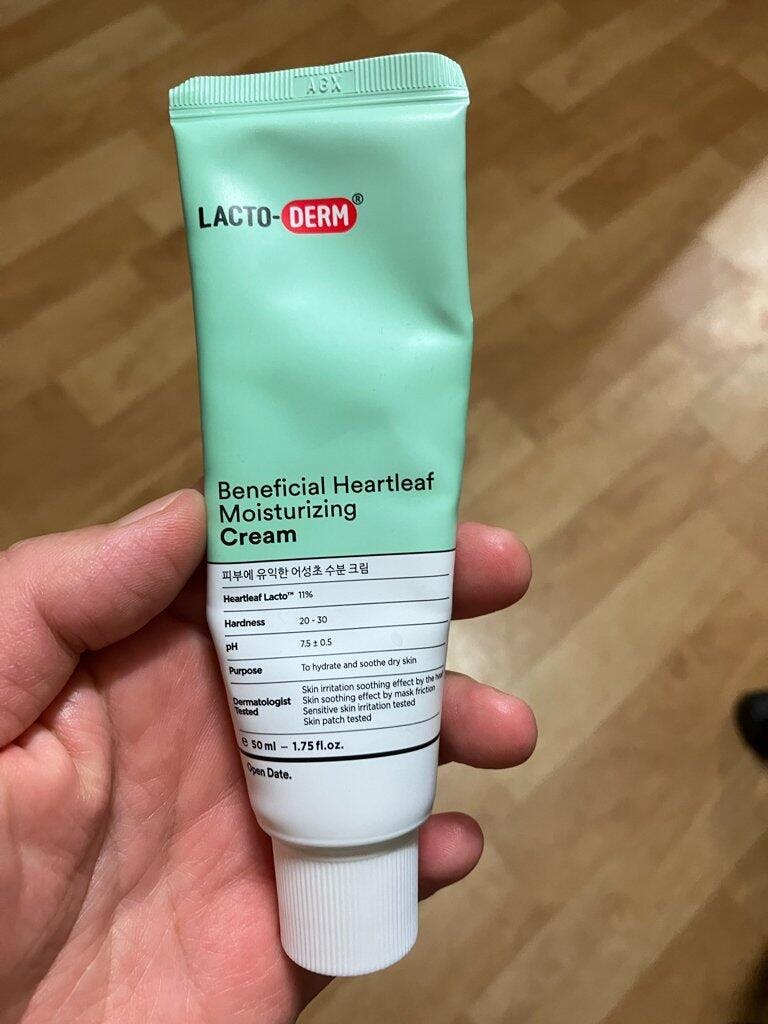 AGX
LACTO-DERM®
Beneficial Heartleaf
Moisturizing
Cream
피부에 유익한 어성초 수분 크림
Heartleaf Lacto™ 11%
Hardness 20 - 30
pH 7.5 ± 0.5
Purpose To hydrate and soothe dry skin
Dermatologist Tested
Skin irritation soothing effect by the
Skin soothing effect by mask friction
Sensitive skin irritation tested
Skin patch tested
℮ 50 ml – 1.75 fl.oz.
Open Date.